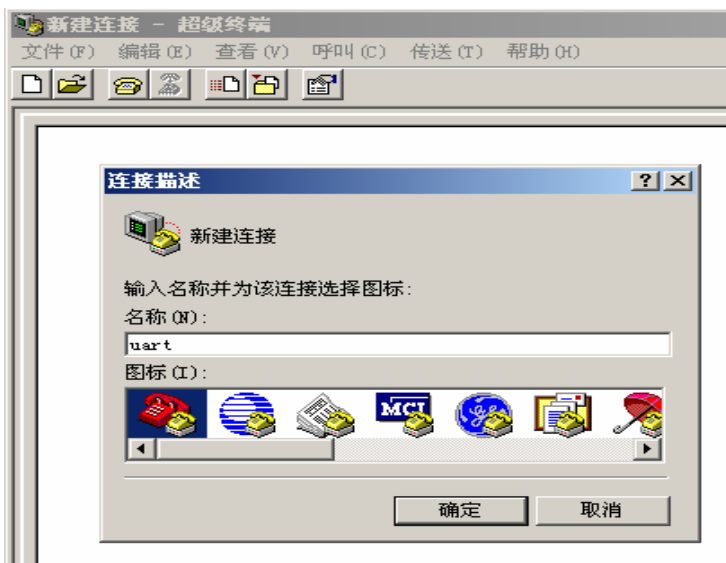 新建连接 - 超级终端
文件(F) 编辑(E) 查看(V) 呼叫(C) 传送(T) 帮助(H)
连接描述
新建连接
输入名称并为该连接选择图标:
名称(N):
uart
图标(I):
MCI
确定 取消